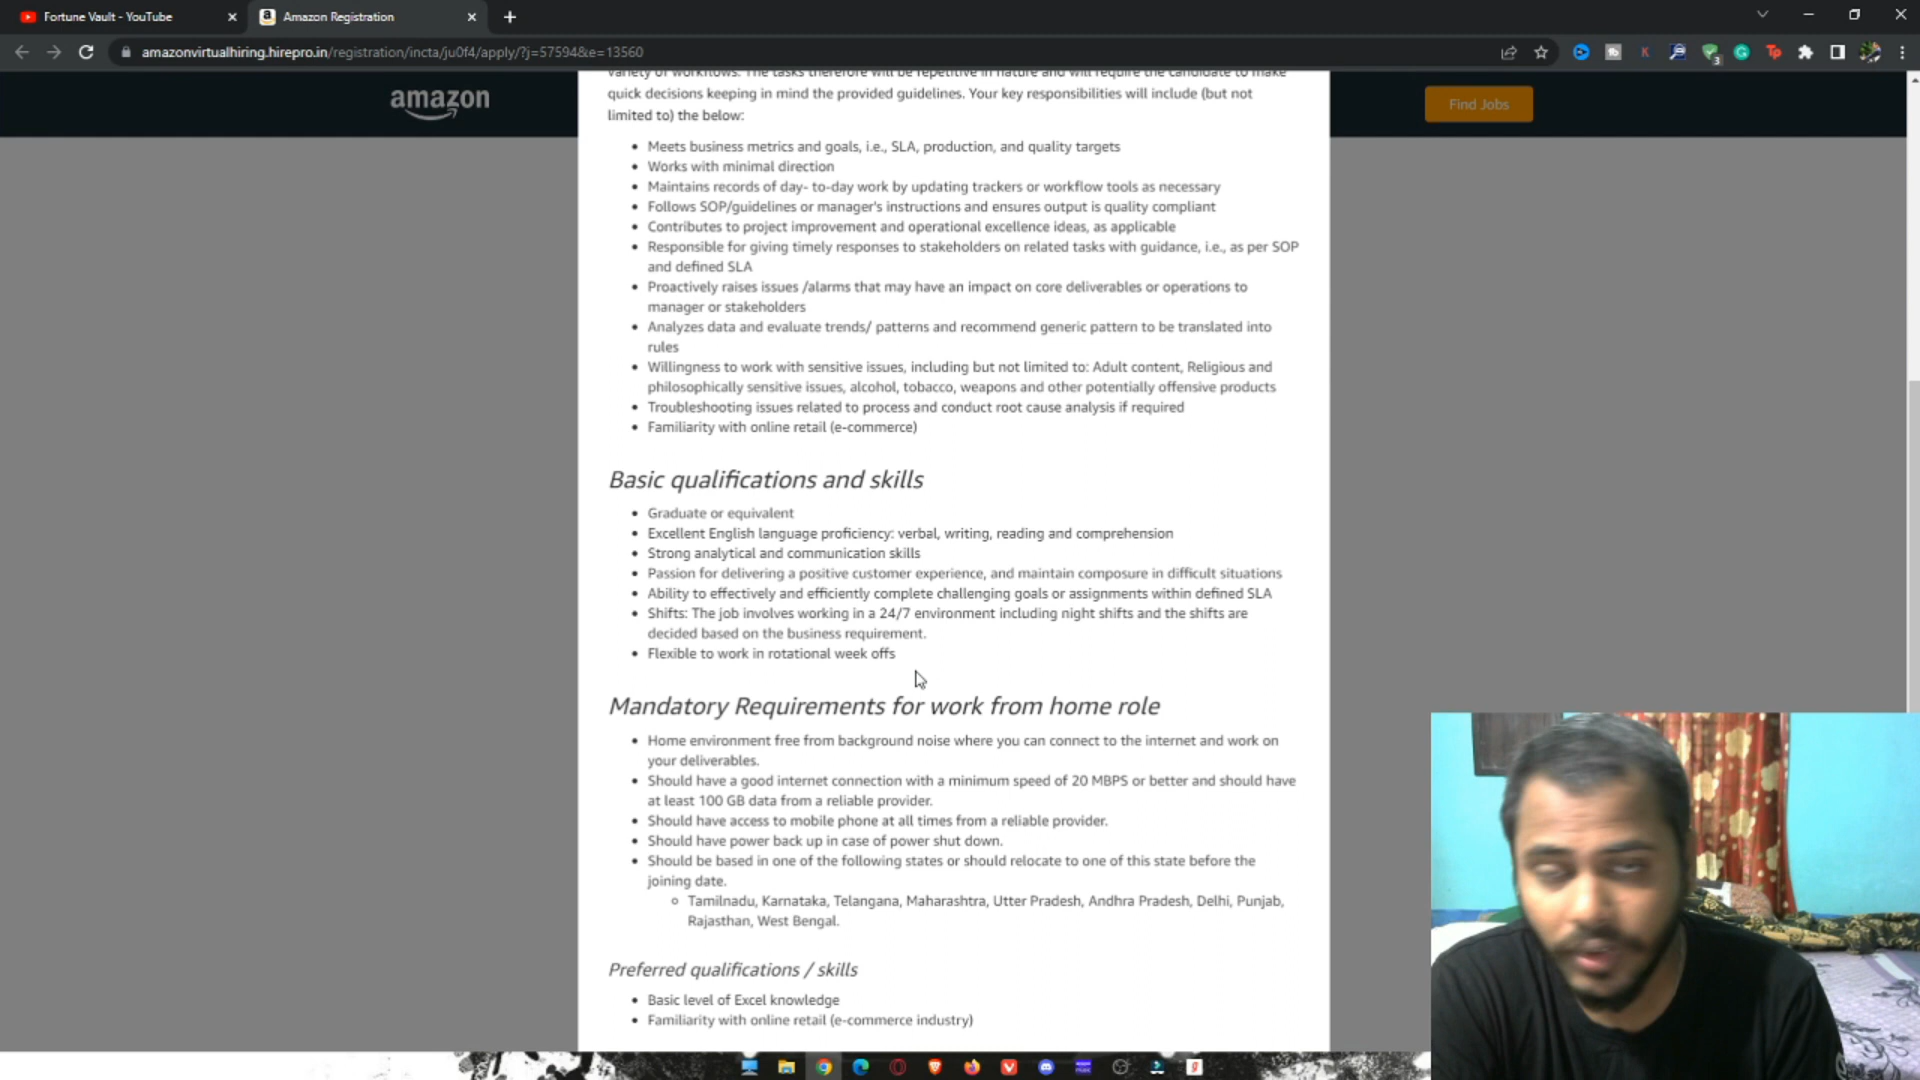 Fortune Vault - YouTube
Amazon Registration
amazonvirtualhiring.hirepro.in/registration/incta/ju0f4/apply/?j=57594&e=13560
amazon
Find Jobs
variety of workflows. The tasks therefore will be repetitive in nature and will require the candidate to make
quick decisions keeping in mind the provided guidelines. Your key responsibilities will include (but not
limited to) the below:
• Meets business metrics and goals, i.e., SLA, production, and quality targets
• Works with minimal direction
• Maintains records of day- to-day work by updating trackers or workflow tools as necessary
• Follows SOP/guidelines or manager's instructions and ensures output is quality compliant
• Contributes to project improvement and operational excellence ideas, as applicable
• Responsible for giving timely responses to stakeholders on related tasks with guidance, i.e., as per SOP
and defined SLA
• Proactively raises issues /alarms that may have an impact on core deliverables or operations to
manager or stakeholders
• Analyzes data and evaluate trends/ patterns and recommend generic pattern to be translated into
rules
• Willingness to work with sensitive issues, including but not limited to: Adult content, Religious and
philosophically sensitive issues, alcohol, tobacco, weapons and other potentially offensive products
• Troubleshooting issues related to process and conduct root cause analysis if required
• Familiarity with online retail (e-commerce)
Basic qualifications and skills
• Graduate or equivalent
• Excellent English language proficiency: verbal, writing, reading and comprehension
• Strong analytical and communication skills
• Passion for delivering a positive customer experience, and maintain composure in difficult situations
• Ability to effectively and efficiently complete challenging goals or assignments within defined SLA
• Shifts: The job involves working in a 24/7 environment including night shifts and the shifts are
decided based on the business requirement.
• Flexible to work in rotational week offs
Mandatory Requirements for work from home role
• Home environment free from background noise where you can connect to the internet and work on
your deliverables.
• Should have a good internet connection with a minimum speed of 20 MBPS or better and should have
at least 100 GB data from a reliable provider.
• Should have access to mobile phone at all times from a reliable provider.
• Should have power back up in case of power shut down.
• Should be based in one of the following states or should relocate to one of this state before the
joining date.
○ Tamilnadu, Karnataka, Telangana, Maharashtra, Utter Pradesh, Andhra Pradesh, Delhi, Punjab,
Rajasthan, West Bengal.
Preferred qualifications / skills
• Basic level of Excel knowledge
• Familiarity with online retail (e-commerce industry)